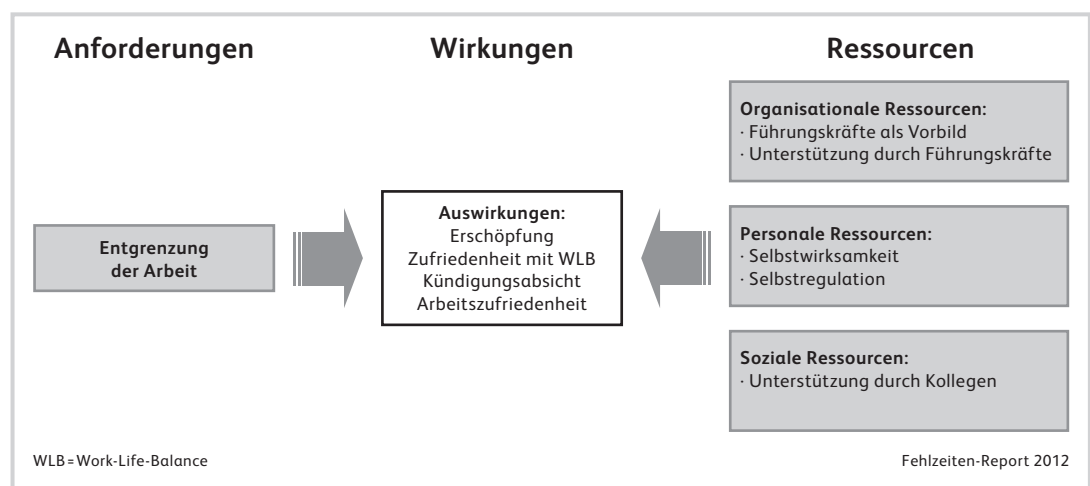 Anforderungen
Wirkungen
Ressourcen
Entgrenzung
der Arbeit
Auswirkungen:
Erschöpfung
Zufriedenheit mit WLB
Kündigungsabsicht
Arbeitszufriedenheit
Organisationale Ressourcen:
· Führungskräfte als Vorbild
· Unterstützung durch Führungskräfte
Personale Ressourcen:
· Selbstwirksamkeit
· Selbstregulation
Soziale Ressourcen:
· Unterstützung durch Kollegen
WLB=Work-Life-Balance
Fehlzeiten-Report 2012